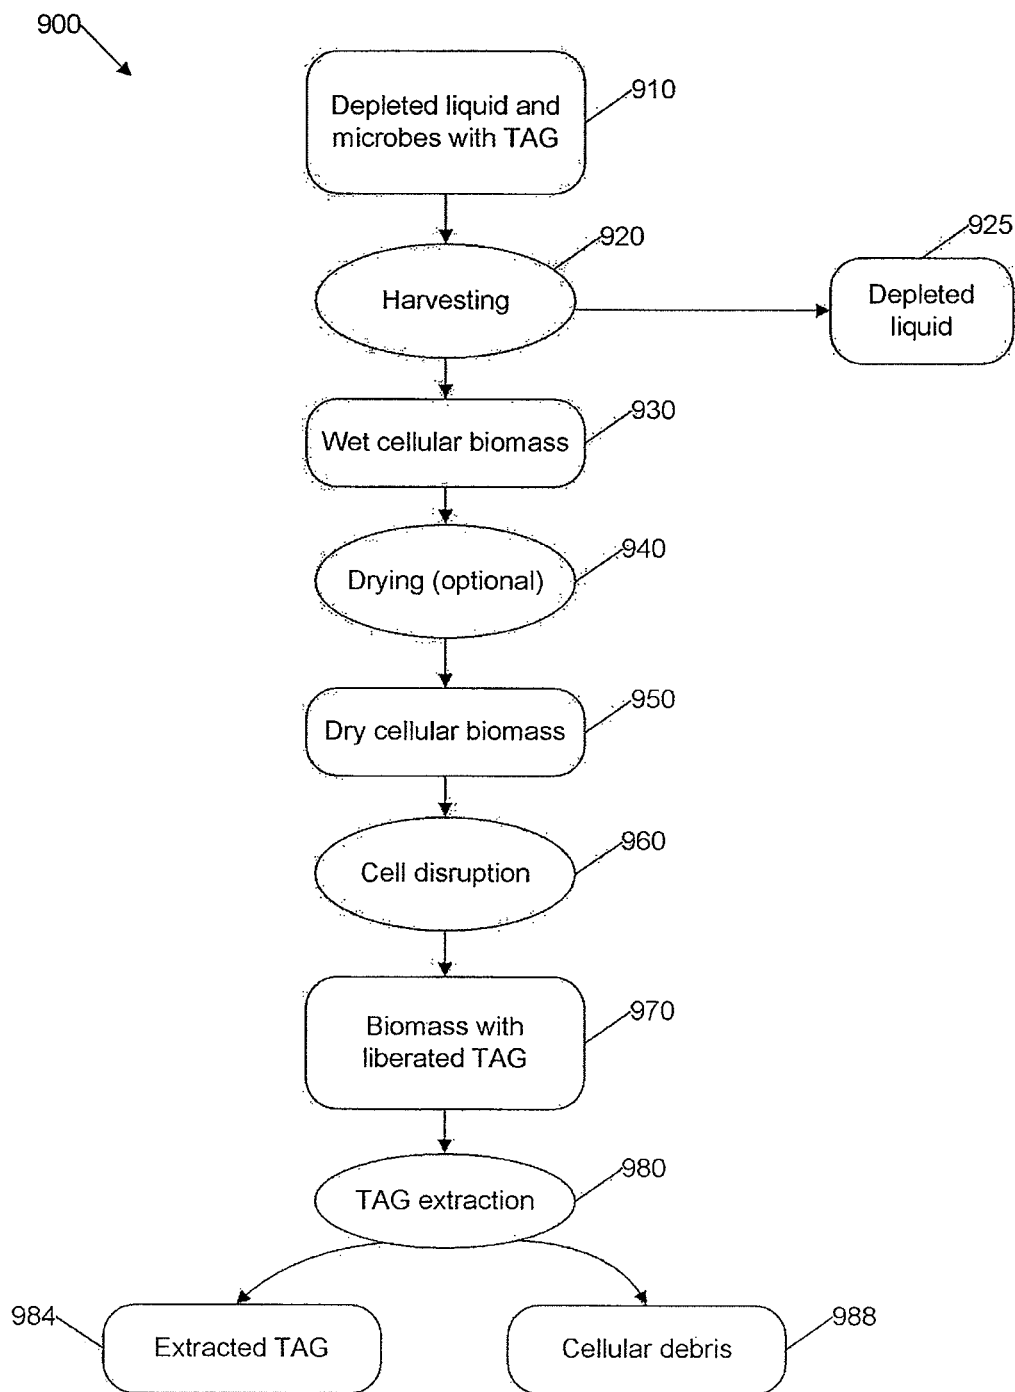 900
Depleted liquid and
microbes with TAG
910
920
Harvesting
925
Depleted
liquid
930
Wet cellular biomass
940
Drying (optional)
950
Dry cellular biomass
960
Cell disruption
970
Biomass with
liberated TAG
980
TAG extraction
984
Extracted TAG
988
Cellular debris